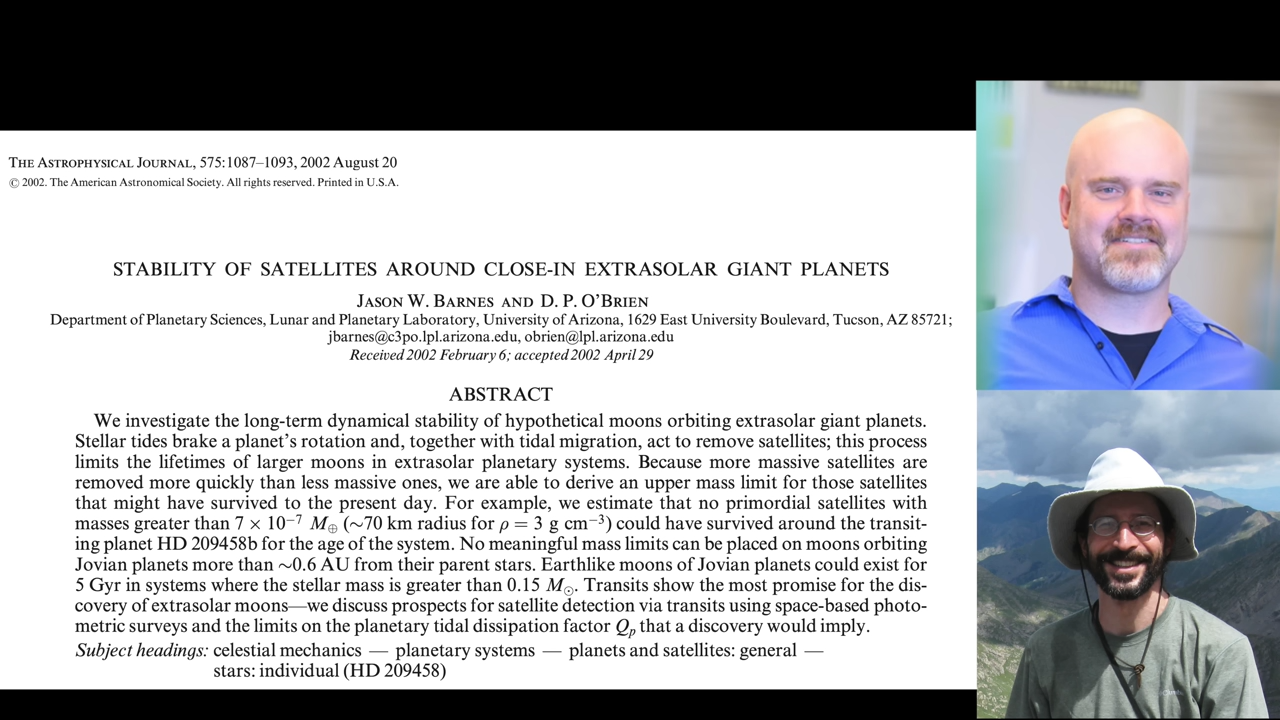 THE ASTROPHYSICAL JOURNAL, 575:1087–1093, 2002 August 20
© 2002. The American Astronomical Society. All rights reserved. Printed in U.S.A.
STABILITY OF SATELLITES AROUND CLOSE-IN EXTRASOLAR GIANT PLANETS
JASON W. BARNES AND D. P. O'BRIEN
Department of Planetary Sciences, Lunar and Planetary Laboratory, University of Arizona, 1629 East University Boulevard, Tucson, AZ 85721;
jbarnes@c3po.lpl.arizona.edu, obrien@lpl.arizona.edu
Received 2002 February 6; accepted 2002 April 29
ABSTRACT
We investigate the long-term dynamical stability of hypothetical moons orbiting extrasolar giant planets.
Stellar tides brake a planet's rotation and, together with tidal migration, act to remove satellites; this process
limits the lifetimes of larger moons in extrasolar planetary systems. Because more massive satellites are
removed more quickly than less massive ones, we are able to derive an upper mass limit for those satellites
that might have survived to the present day. For example, we estimate that no primordial satellites with
masses greater than 7 × 10⁻⁷ M⊕ (~70 km radius for ρ = 3 g cm⁻³) could have survived around the transit-
ing planet HD 209458b for the age of the system. No meaningful mass limits can be placed on moons orbiting
Jovian planets more than ~0.6 AU from their parent stars. Earthlike moons of Jovian planets could exist for
5 Gyr in systems where the stellar mass is greater than 0.15 M⊙. Transits show the most promise for the dis-
covery of extrasolar moons—we discuss prospects for satellite detection via transits using space-based photo-
metric surveys and the limits on the planetary tidal dissipation factor Qₚ that a discovery would imply.
Subject headings: celestial mechanics — planetary systems — planets and satellites: general —
stars: individual (HD 209458)